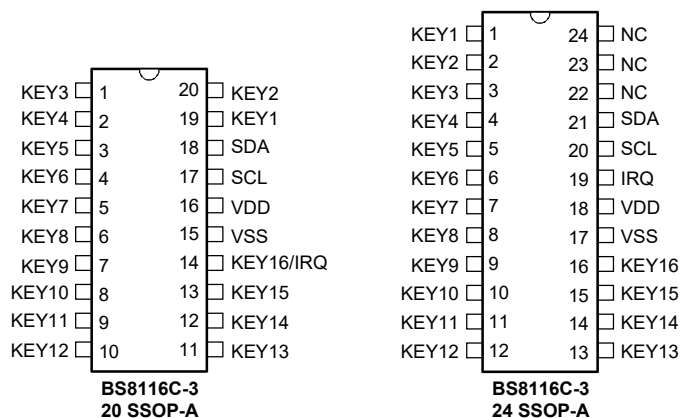 KEY3 1 20 KEY2
KEY4 2 19 KEY1
KEY5 3 18 SDA
KEY6 4 17 SCL
KEY7 5 16 VDD
KEY8 6 15 VSS
KEY9 7 14 KEY16/IRQ
KEY10 8 13 KEY15
KEY11 9 12 KEY14
KEY12 10 11 KEY13
BS8116C-3
20 SSOP-A
KEY1 1 24 NC
KEY2 2 23 NC
KEY3 3 22 NC
KEY4 4 21 SDA
KEY5 5 20 SCL
KEY6 6 19 IRQ
KEY7 7 18 VDD
KEY8 8 17 VSS
KEY9 9 16 KEY16
KEY10 10 15 KEY15
KEY11 11 14 KEY14
KEY12 12 13 KEY13
BS8116C-3
24 SSOP-A